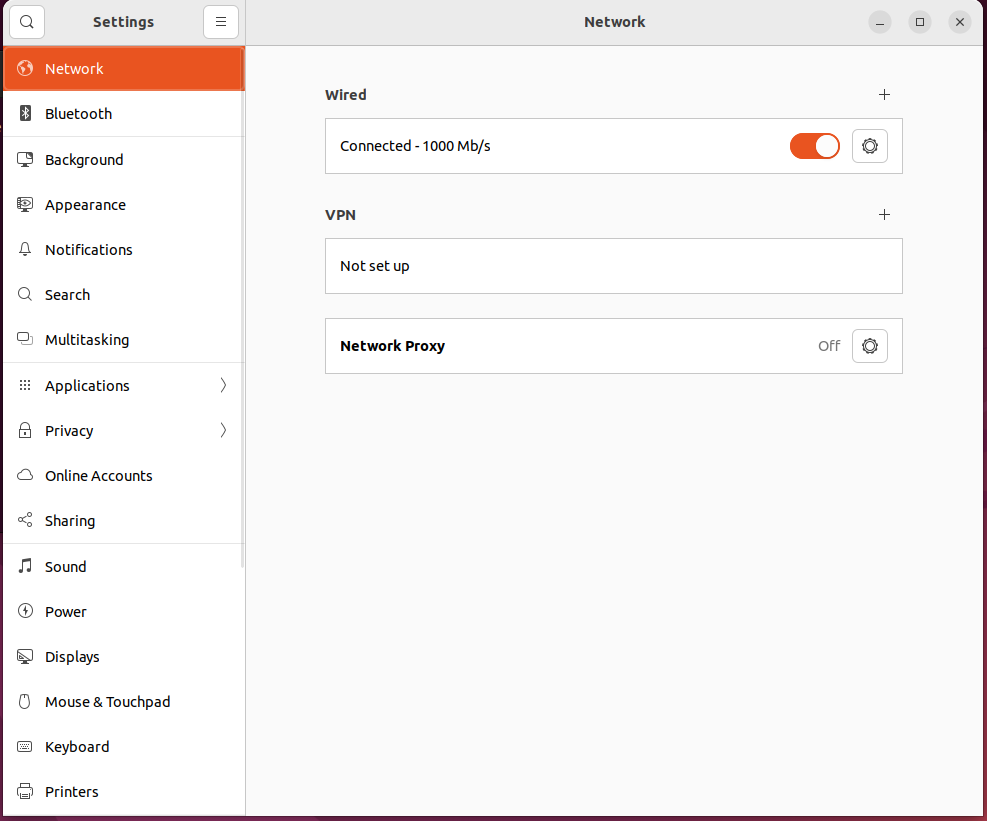 Settings
Network
Network
Bluetooth
Background
Appearance
Notifications
Search
Multitasking
Applications
Privacy
Online Accounts
Sharing
Sound
Power
Displays
Mouse & Touchpad
Keyboard
Printers
Wired
Connected - 1000 Mb/s
VPN
Not set up
Network Proxy
Off